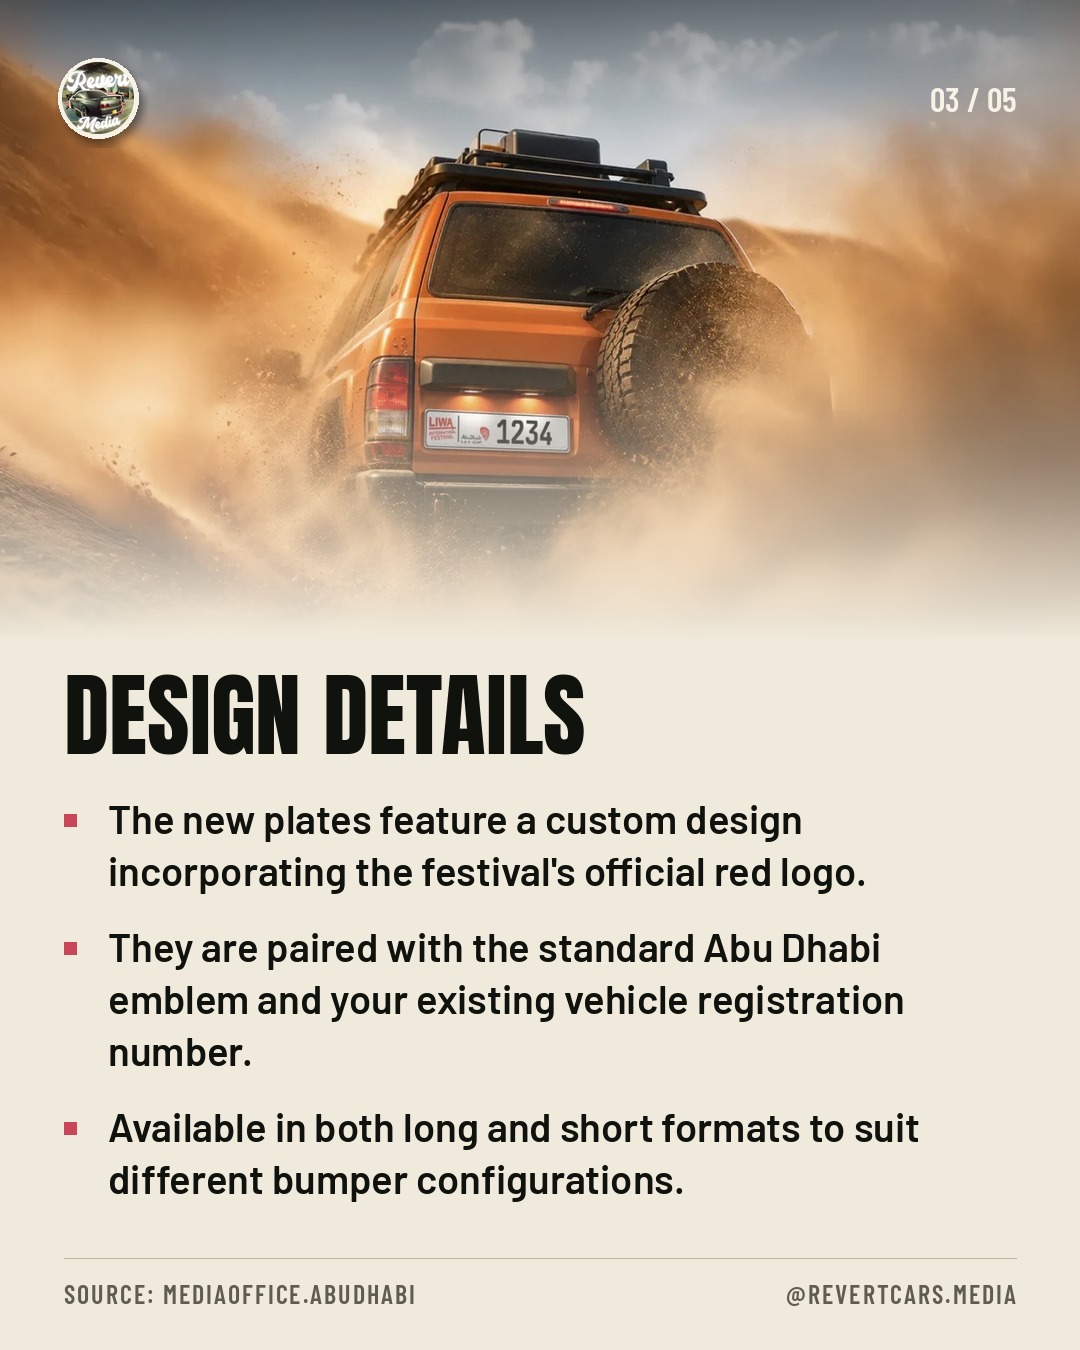 Revert
Media
03 / 05
LIWA
INTERNATIONAL
FESTIVAL
1234
DESIGN DETAILS
The new plates feature a custom design
incorporating the festival's official red logo.
They are paired with the standard Abu Dhabi
emblem and your existing vehicle registration
number.
Available in both long and short formats to suit
different bumper configurations.
SOURCE: MEDIAOFFICE.ABUDHABI
@REVERTCARS.MEDIA